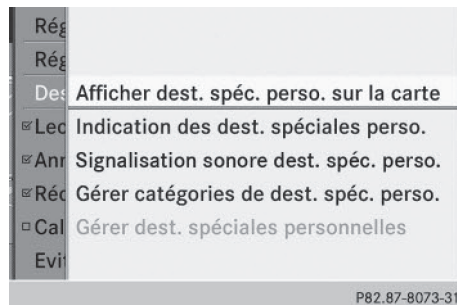 Rég
Rég
Des
Afficher dest. spéc. perso. sur la carte
Lec
Indication des dest. spéciales perso.
Anr
Signalisation sonore dest. spéc. perso.
Réc
Gérer catégories de dest. spéc. perso.
Cal
Gérer dest. spéciales personnelles
Evi
P82.87-8073-31